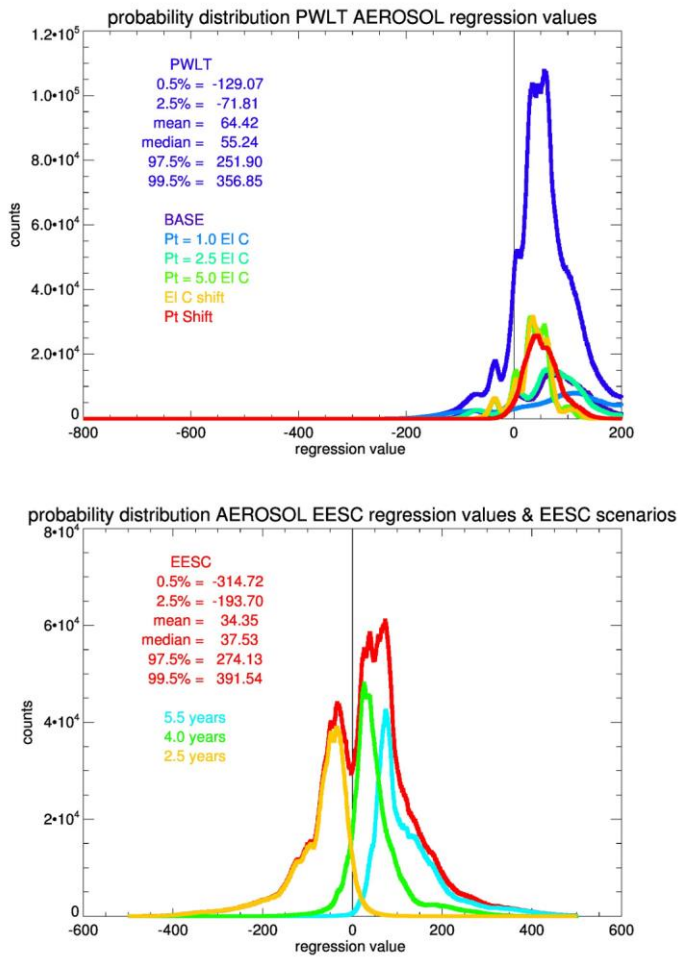 probability distribution PWLT AEROSOL regression values
1.2•10⁵
1.0•10⁵
8.0•10⁴
6.0•10⁴
4.0•10⁴
2.0•10⁴
0
counts
PWLT
0.5% = -129.07
2.5% = -71.81
mean = 64.42
median = 55.24
97.5% = 251.90
99.5% = 356.85
BASE
Pt = 1.0 El C
Pt = 2.5 El C
Pt = 5.0 El C
El C shift
Pt Shift
-800 -600 -400 -200 0 200
regression value
probability distribution AEROSOL EESC regression values & EESC scenarios
8•10⁴
6•10⁴
4•10⁴
2•10⁴
0
counts
EESC
0.5% = -314.72
2.5% = -193.70
mean = 34.35
median = 37.53
97.5% = 274.13
99.5% = 391.54
5.5 years
4.0 years
2.5 years
-600 -400 -200 0 200 400 600
regression value